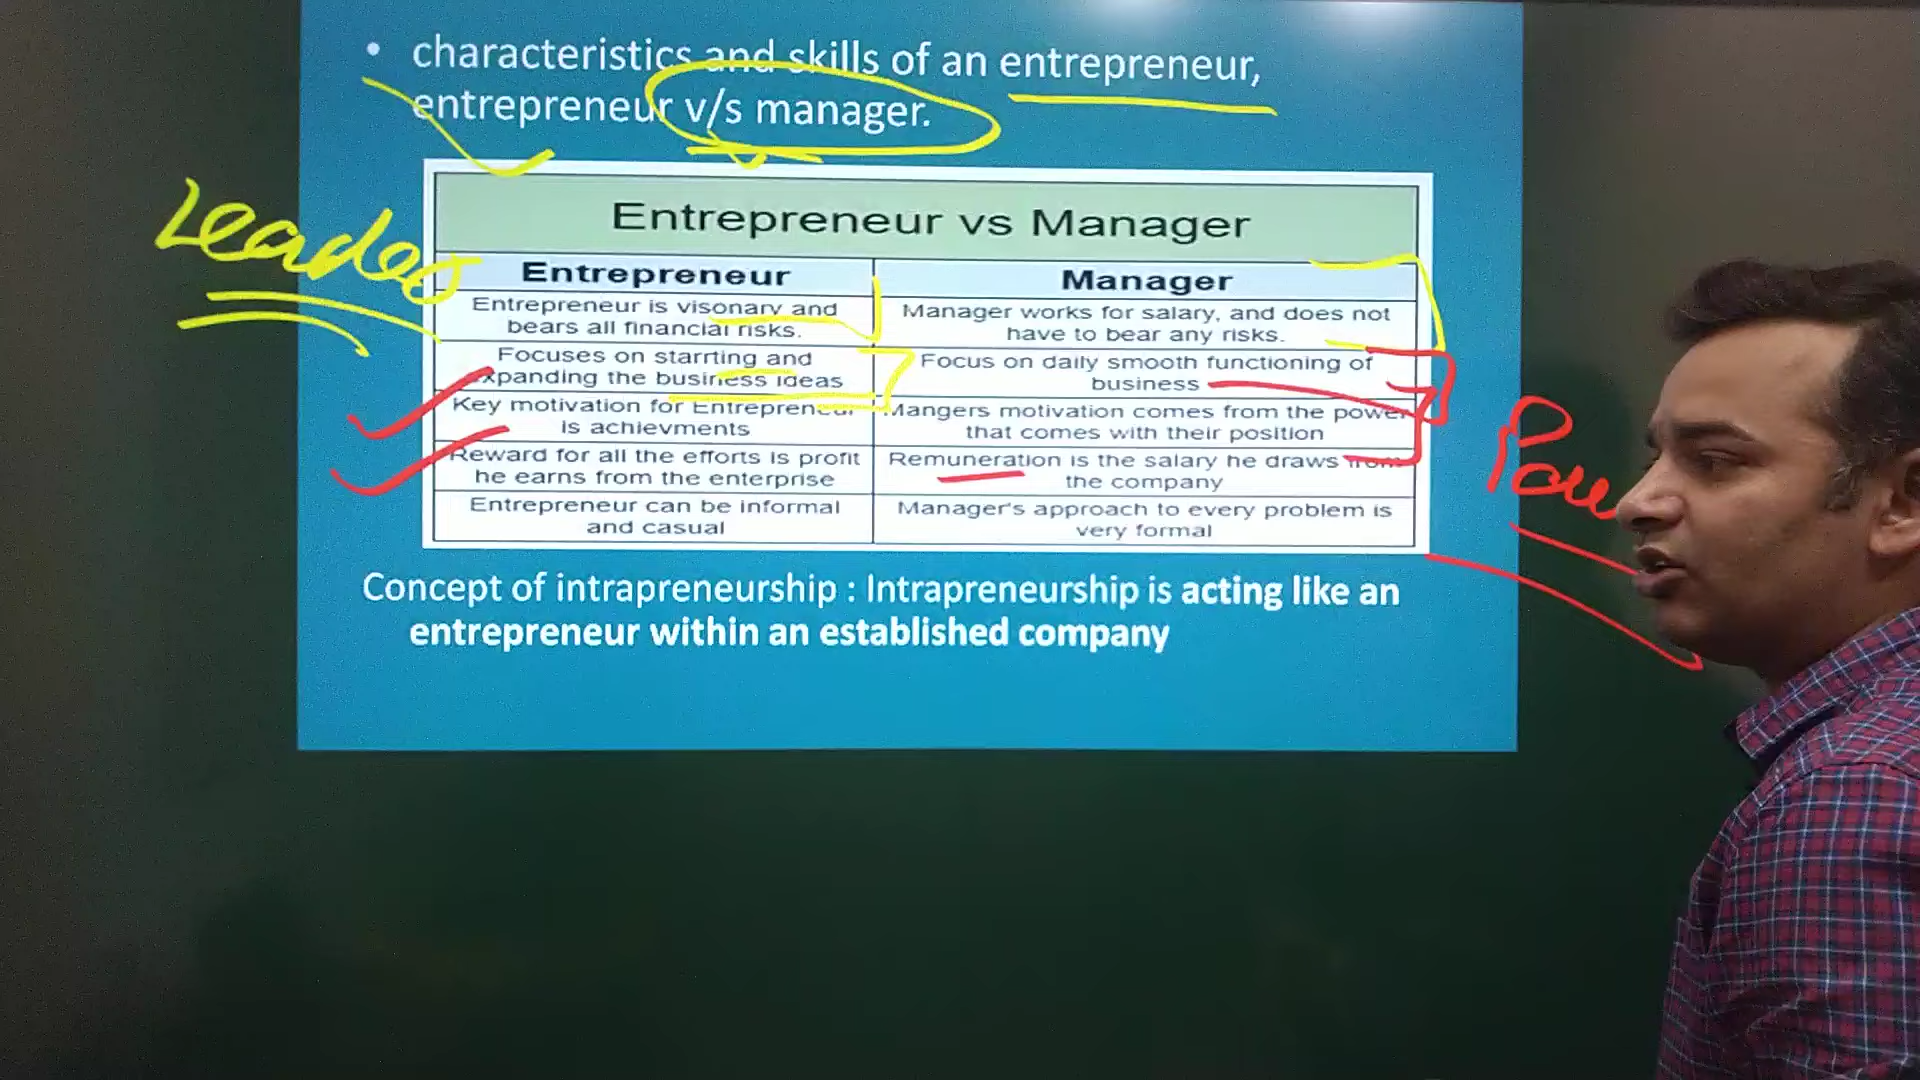 • characteristics and skills of an entrepreneur,
entrepreneur v/s manager.
Leader
Entrepreneur vs Manager
Entrepreneur
Manager
Entrepreneur is visonary and
bears all financial risks.
Manager works for salary, and does not
have to bear any risks.
Focuses on starrting and
expanding the business ideas
Focus on daily smooth functioning of
business
Key motivation for Entrepreneur
is achievments
Mangers motivation comes from the power
that comes with their position
Reward for all the efforts is profit
he earns from the enterprise
Remuneration is the salary he draws from
the company
Entrepreneur can be informal
and casual
Manager's approach to every problem is
very formal
Concept of intrapreneurship : Intrapreneurship is acting like an
entrepreneur within an established company